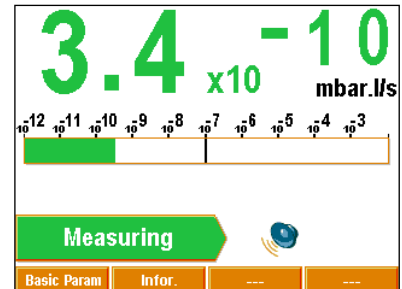 3.4 x10 -10
mbar.l/s
10-12 10-11 10-10 10-9 10-8 10-7 10-6 10-5 10-4 10-3
Measuring
Basic Param Infor. --- ---